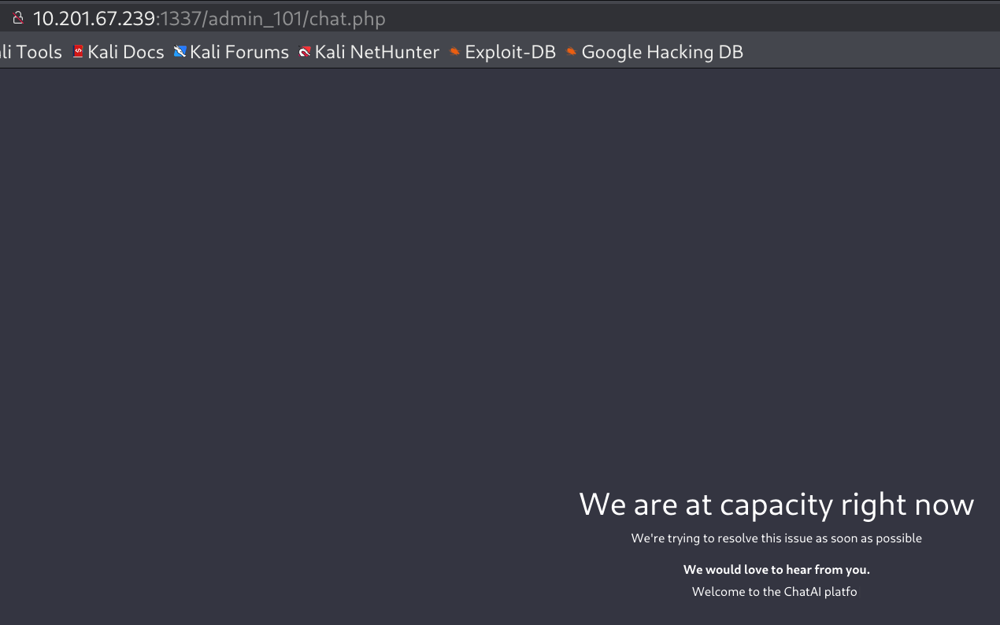 10.201.67.239:1337/admin_101/chat.php
li Tools Kali Docs Kali Forums Kali NetHunter Exploit-DB Google Hacking DB
We are at capacity right now
We're trying to resolve this issue as soon as possible
We would love to hear from you.
Welcome to the ChatAI platfo